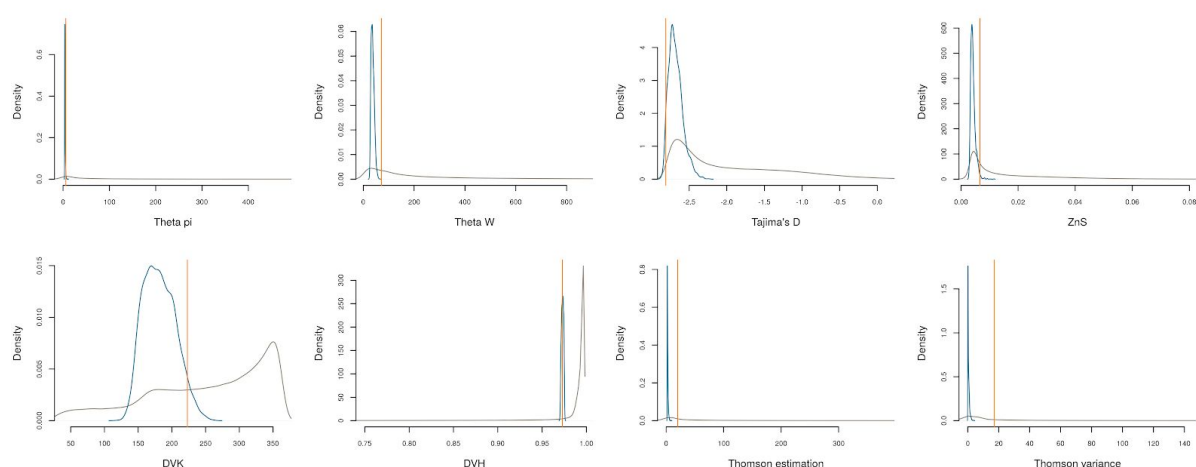 Density
0.0 0.2 0.4 0.6
0 100 200 300 400
Theta pi
Density
0.00 0.01 0.02 0.03 0.04 0.05 0.06
0 200 400 600 800
Theta W
Density
0 1 2 3 4
-2.5 -2.0 -1.5 -1.0 -0.5 0.0
Tajima's D
Density
0 100 200 300 400 500 600
0.00 0.02 0.04 0.06 0.08
ZnS
Density
0.000 0.005 0.010 0.015
50 100 150 200 250 300 350
DVK
Density
0 50 100 150 200 250 300
0.75 0.80 0.85 0.90 0.95 1.00
DVH
Density
0.0 0.2 0.4 0.6 0.8
0 100 200 300
Thomson estimation
Density
0.0 0.5 1.0 1.5
0 20 40 60 80 100 120 140
Thomson variance